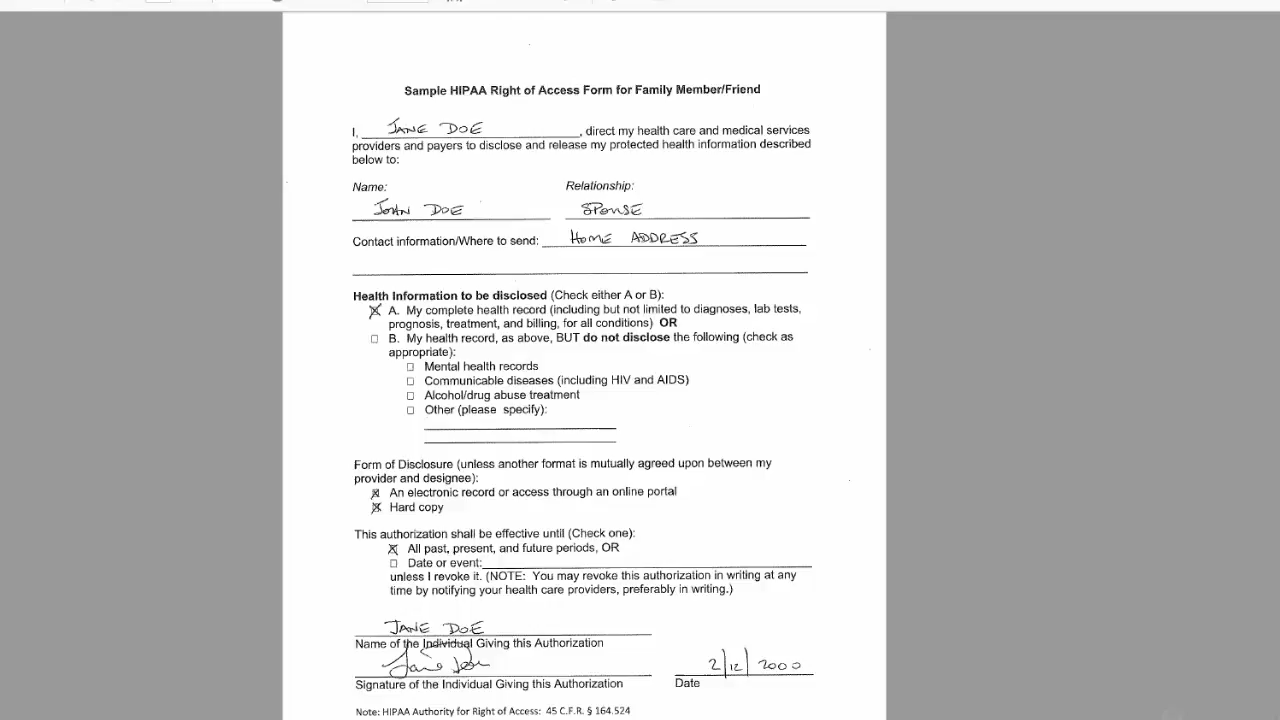 Sample HIPAA Right of Access Form for Family Member/Friend
I, JANE DOE, direct my health care and medical services
providers and payers to disclose and release my protected health information described
below to:
Name: Relationship:
JOHN DOE SPOUSE
Contact information/Where to send: HOME ADDRESS
Health Information to be disclosed (Check either A or B):
A. My complete health record (including but not limited to diagnoses, lab tests,
prognosis, treatment, and billing, for all conditions) OR
B. My health record, as above, BUT do not disclose the following (check as
appropriate):
Mental health records
Communicable diseases (including HIV and AIDS)
Alcohol/drug abuse treatment
Other (please specify):
Form of Disclosure (unless another format is mutually agreed upon between my
provider and designee):
An electronic record or access through an online portal
Hard copy
This authorization shall be effective until (Check one):
All past, present, and future periods, OR
Date or event:
unless I revoke it. (NOTE: You may revoke this authorization in writing at any
time by notifying your health care providers, preferably in writing.)
JANE DOE
Name of the Individual Giving this Authorization
Jane Doe 2/12/2000
Signature of the Individual Giving this Authorization Date
Note: HIPAA Authority for Right of Access: 45 C.F.R. § 164.524